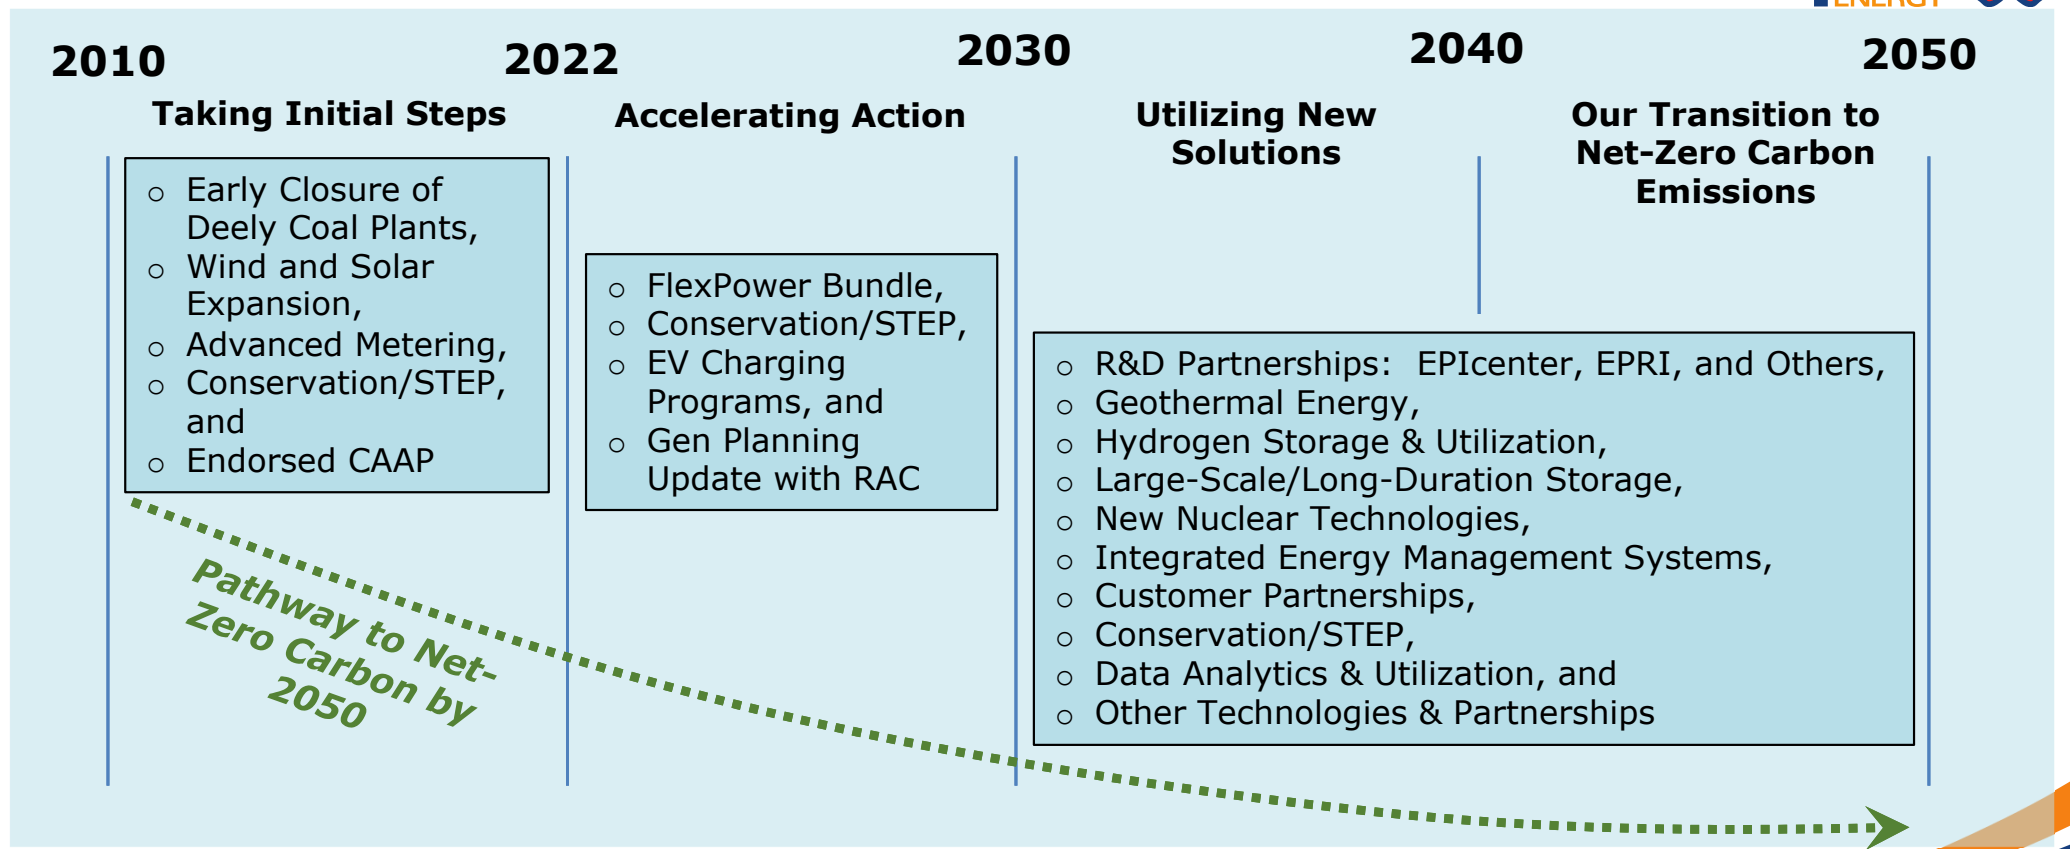 ENERGY
2010
2022
2030
2040
2050
Taking Initial Steps
Accelerating Action
Utilizing New
Solutions
Our Transition to
Net-Zero Carbon
Emissions
o Early Closure of
Deely Coal Plants,
o Wind and Solar
Expansion,
o Advanced Metering,
o Conservation/STEP,
and
o Endorsed CAAP
o FlexPower Bundle,
o Conservation/STEP,
o EV Charging
Programs, and
o Gen Planning
Update with RAC
o R&D Partnerships:  EPIcenter, EPRI, and Others,
o Geothermal Energy,
o Hydrogen Storage & Utilization,
o Large-Scale/Long-Duration Storage,
o New Nuclear Technologies,
o Integrated Energy Management Systems,
o Customer Partnerships,
o Conservation/STEP,
o Data Analytics & Utilization, and
o Other Technologies & Partnerships
Pathway to Net-
Zero Carbon by
2050